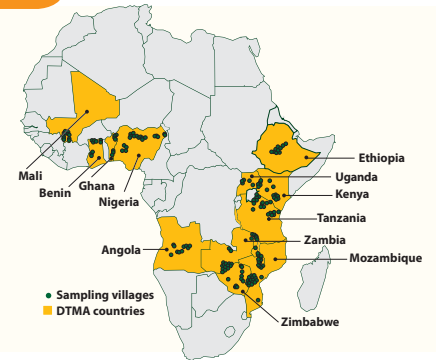 Mali
Benin
Ghana
Nigeria
Ethiopia
Uganda
Kenya
Tanzania
Zambia
Mozambique
Angola
Zimbabwe
Sampling villages
DTMA countries